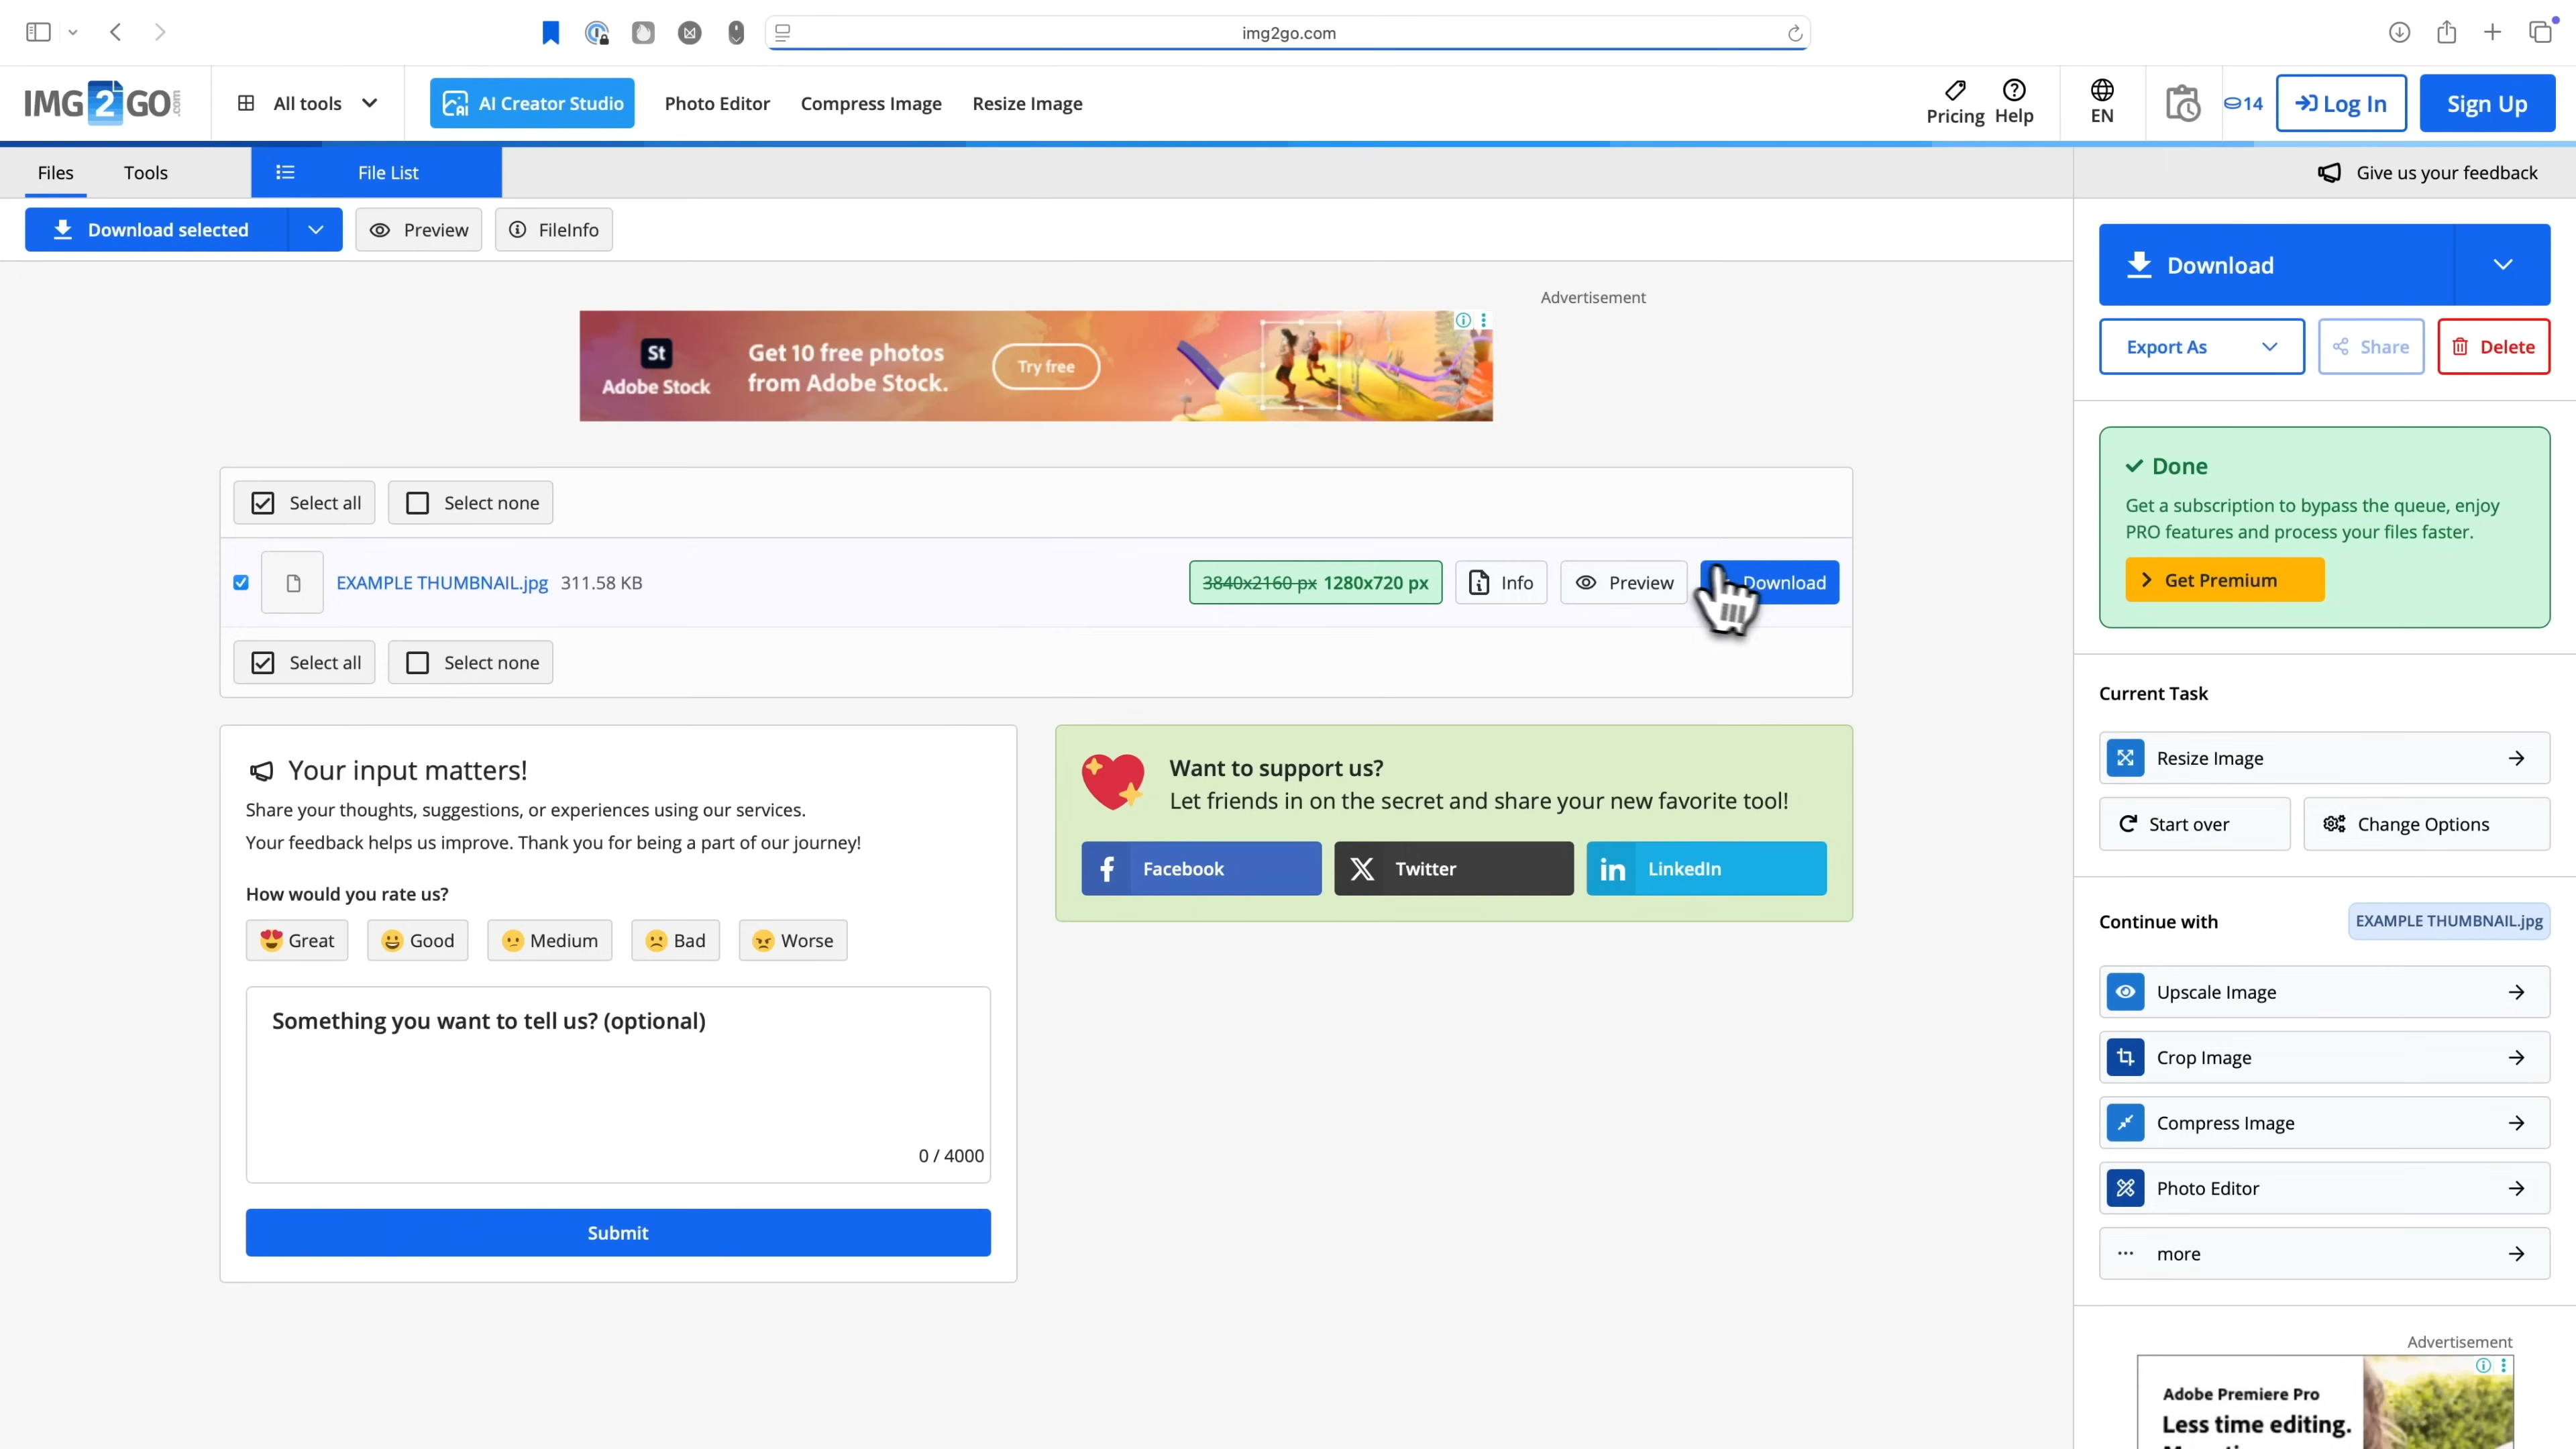 img2go.com
IMG2GO.com
All tools
AI Creator Studio
Photo Editor
Compress Image
Resize Image
Pricing
Help
EN
14
Log In
Sign Up
Files
Tools
File List
Give us your feedback
Download selected
Preview
FileInfo
Advertisement
St
Adobe Stock
Get 10 free photos
from Adobe Stock.
Try free
Select all
Select none
EXAMPLE THUMBNAIL.jpg 311.58 KB
3840x2160 px 1280x720 px
Info
Preview
Download
Select all
Select none
Your input matters!
Share your thoughts, suggestions, or experiences using our services.
Your feedback helps us improve. Thank you for being a part of our journey!
How would you rate us?
Great
Good
Medium
Bad
Worse
Something you want to tell us? (optional)
0 / 4000
Submit
Want to support us?
Let friends in on the secret and share your new favorite tool!
Facebook
Twitter
LinkedIn
Download
Export As
Share
Delete
Done
Get a subscription to bypass the queue, enjoy
PRO features and process your files faster.
Get Premium
Current Task
Resize Image
Start over
Change Options
Continue with
EXAMPLE THUMBNAIL.jpg
Upscale Image
Crop Image
Compress Image
Photo Editor
more
Advertisement
Adobe Premiere Pro
Less time editing.